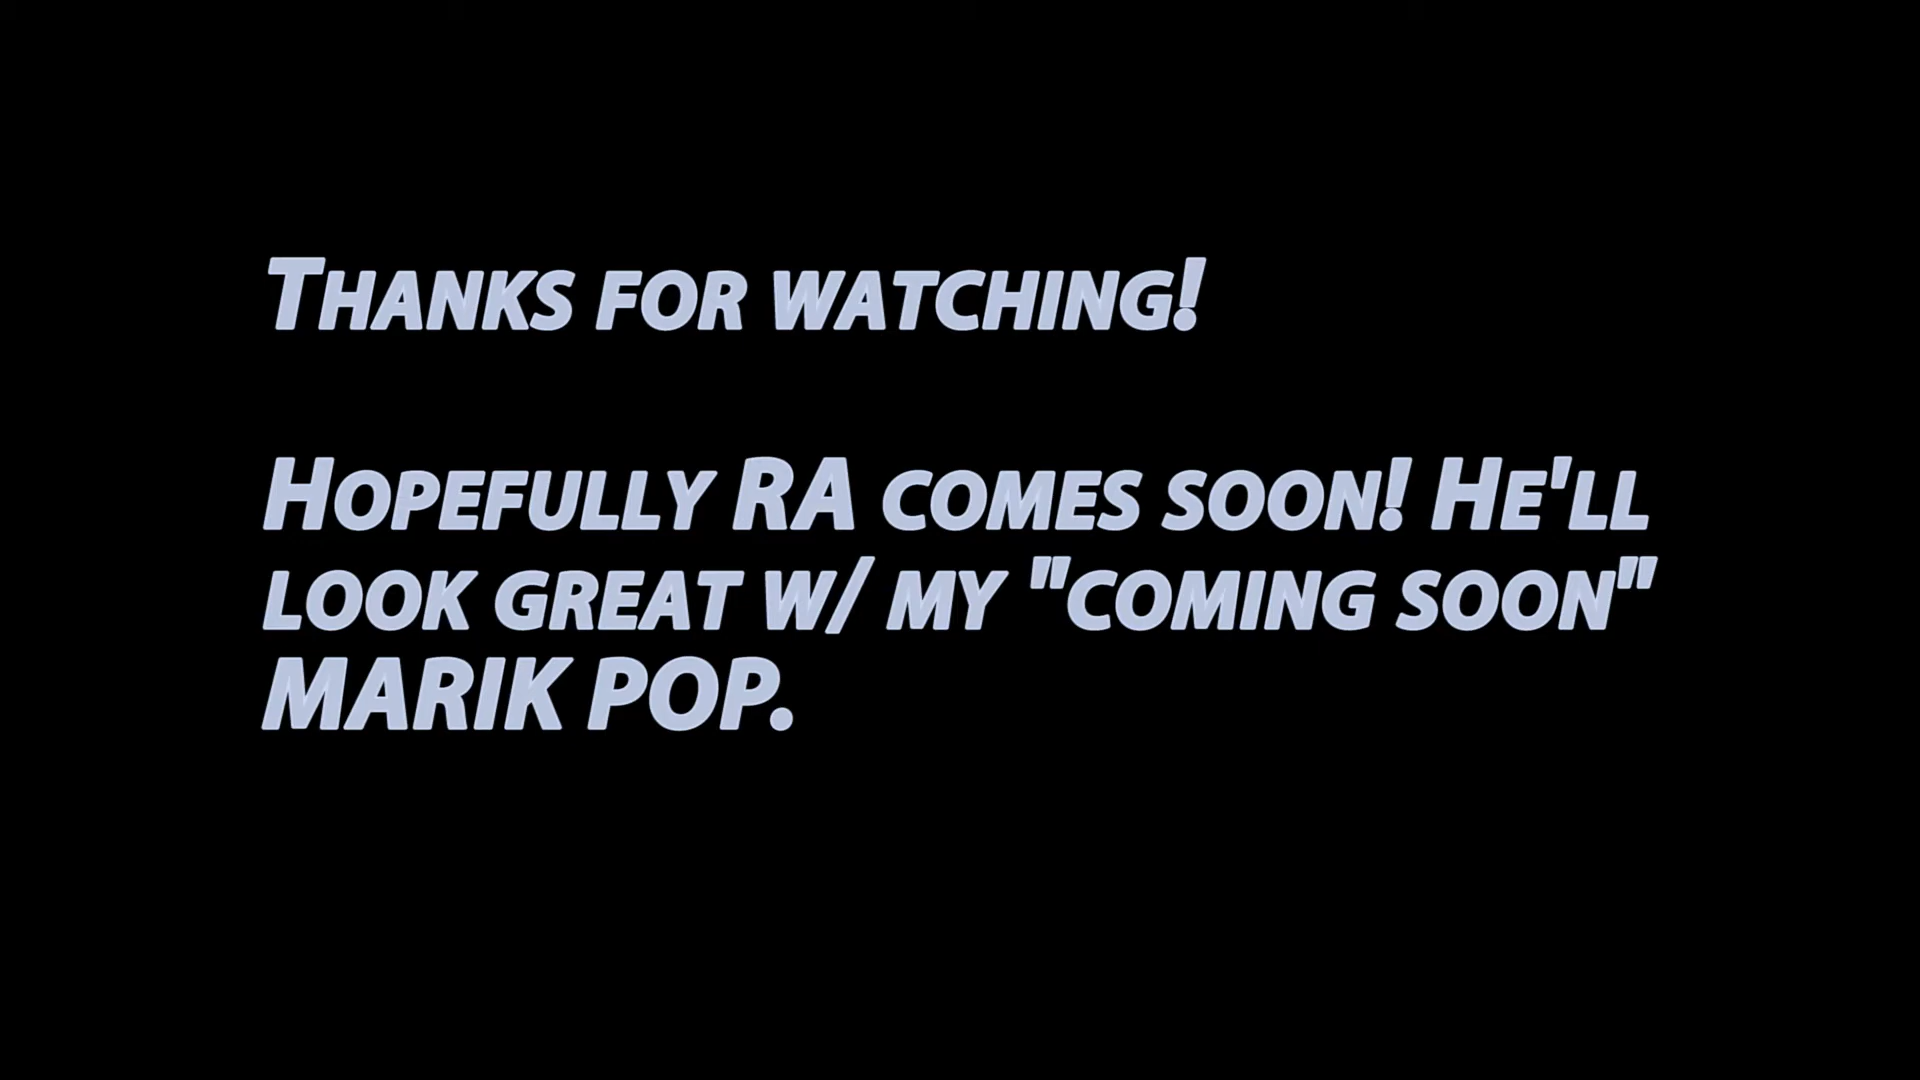 Thanks for watching!
Hopefully RA comes soon! He'll
look great w/ my "coming soon"
MARIK POP.